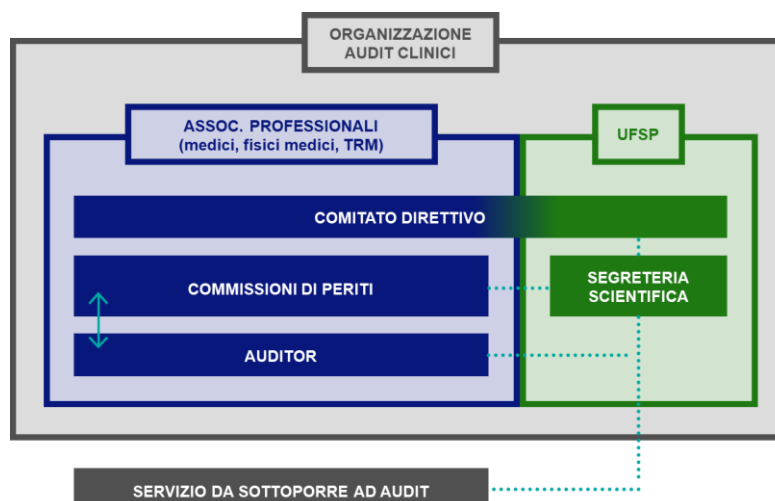 ORGANIZZAZIONE
AUDIT CLINICI
ASSOC. PROFESSIONALI
(medici, fisici medici, TRM)
UFSP
COMITATO DIRETTIVO
COMMISSIONI DI PERITI
SEGRETERIA
SCIENTIFICA
AUDITOR
SERVIZIO DA SOTTOPORRE AD AUDIT